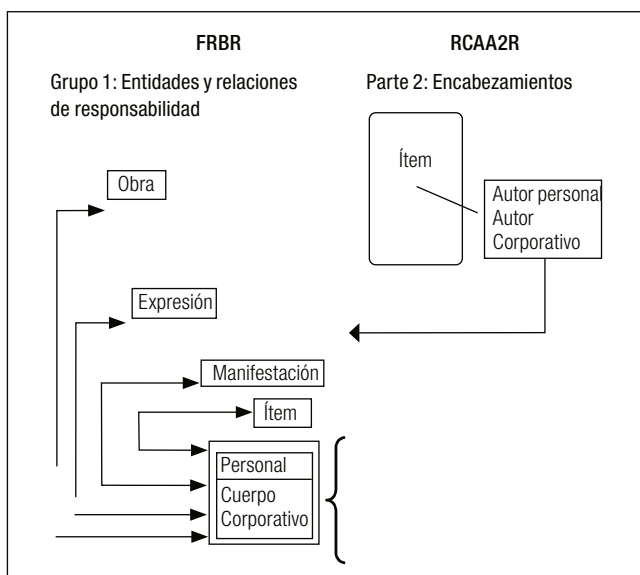 FRBR
RCAA2R
Grupo 1: Entidades y relaciones
de responsabilidad
Parte 2: Encabezamientos
Ítem
Autor personal
Autor
Corporativo
Obra
Expresión
Manifestación
Ítem
Personal
Cuerpo
Corporativo